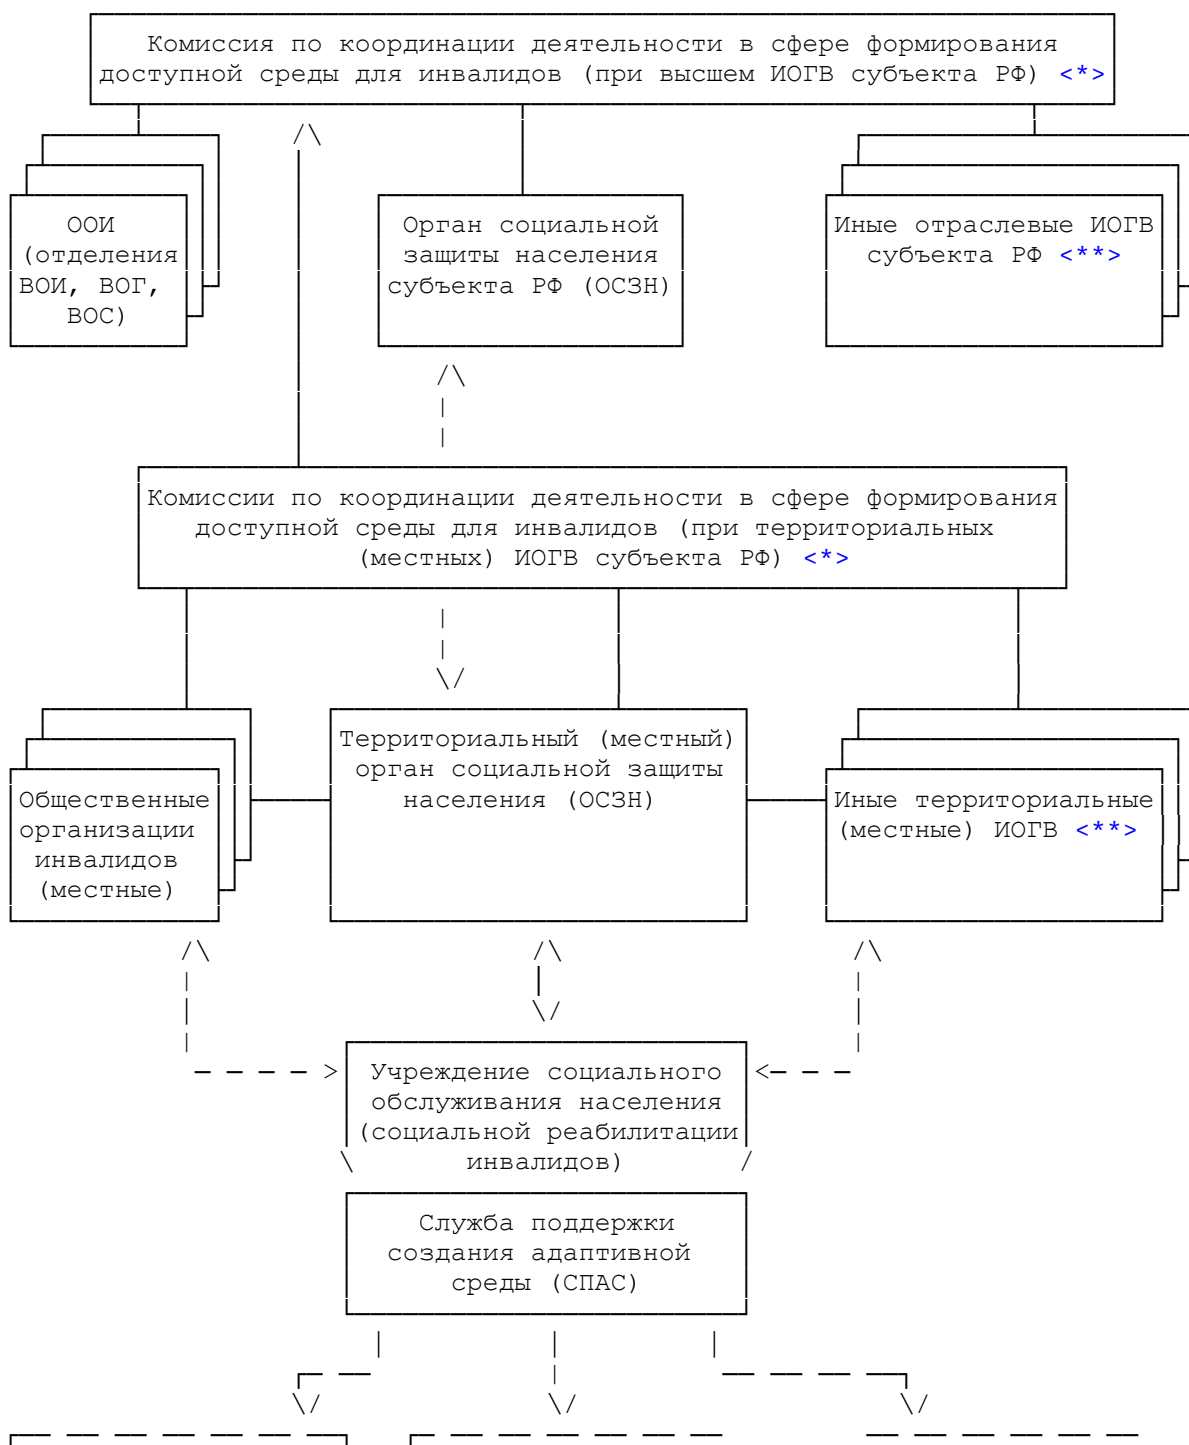 Комиссия по координации деятельности в сфере формирования
доступной среды для инвалидов (при высшем ИОГВ субъекта РФ) <*>
ООИ
(отделения
ВОИ, ВОГ,
ВОС)
Орган социальной
защиты населения
субъекта РФ (ОСЗН)
Иные отраслевые ИОГВ
субъекта РФ <**>
Комиссии по координации деятельности в сфере формирования
доступной среды для инвалидов (при территориальных
(местных) ИОГВ субъекта РФ) <*>
Общественные
организации
инвалидов
(местные)
Территориальный (местный)
орган социальной защиты
населения (ОСЗН)
Иные территориальные
(местные) ИОГВ <**>
Учреждение социального
обслуживания населения
(социальной реабилитации
инвалидов)
Служба поддержки
создания адаптивной
среды (СПАС)